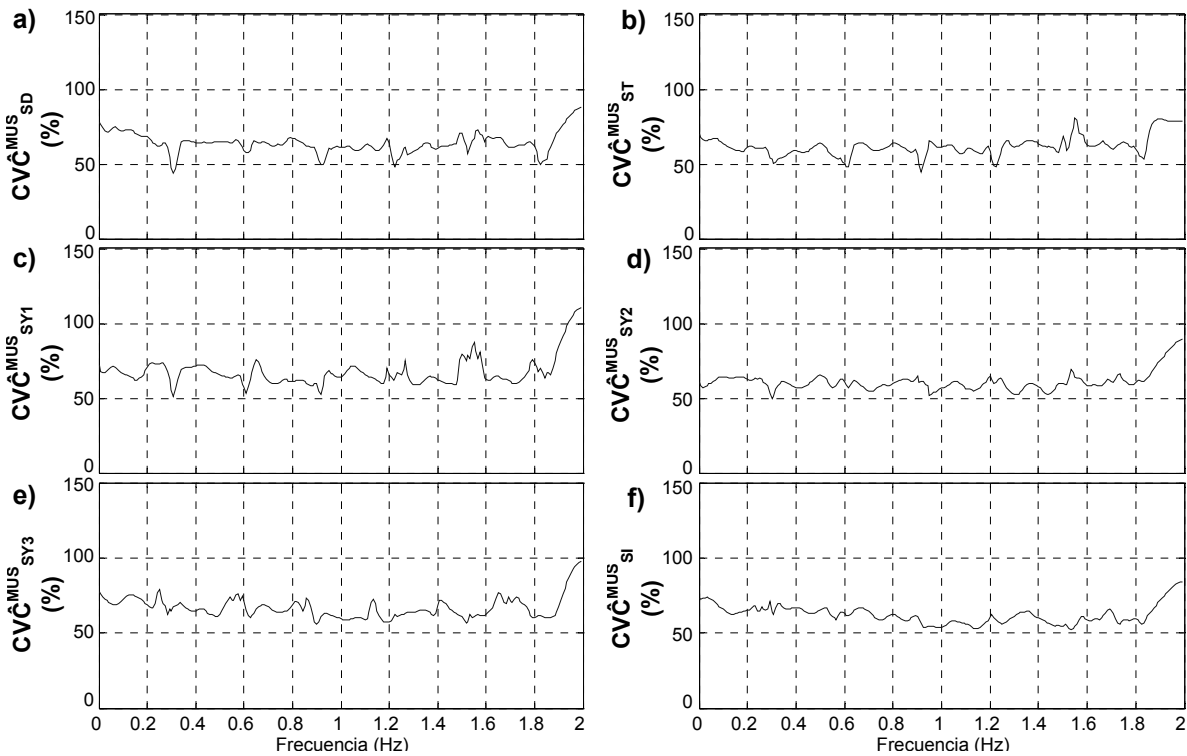 a)
CVĈ^MUS_SD
(%)
150
100
50
0
b)
CVĈ^MUS_ST
(%)
150
100
50
0
c)
CVĈ^MUS_SY1
(%)
150
100
50
0
d)
CVĈ^MUS_SY2
(%)
150
100
50
0
e)
CVĈ^MUS_SY3
(%)
150
100
50
0
0 0.2 0.4 0.6 0.8 1 1.2 1.4 1.6 1.8 2
Frecuencia (Hz)
f)
CVĈ^MUS_SI
(%)
150
100
50
0
0 0.2 0.4 0.6 0.8 1 1.2 1.4 1.6 1.8 2
Frecuencia (Hz)